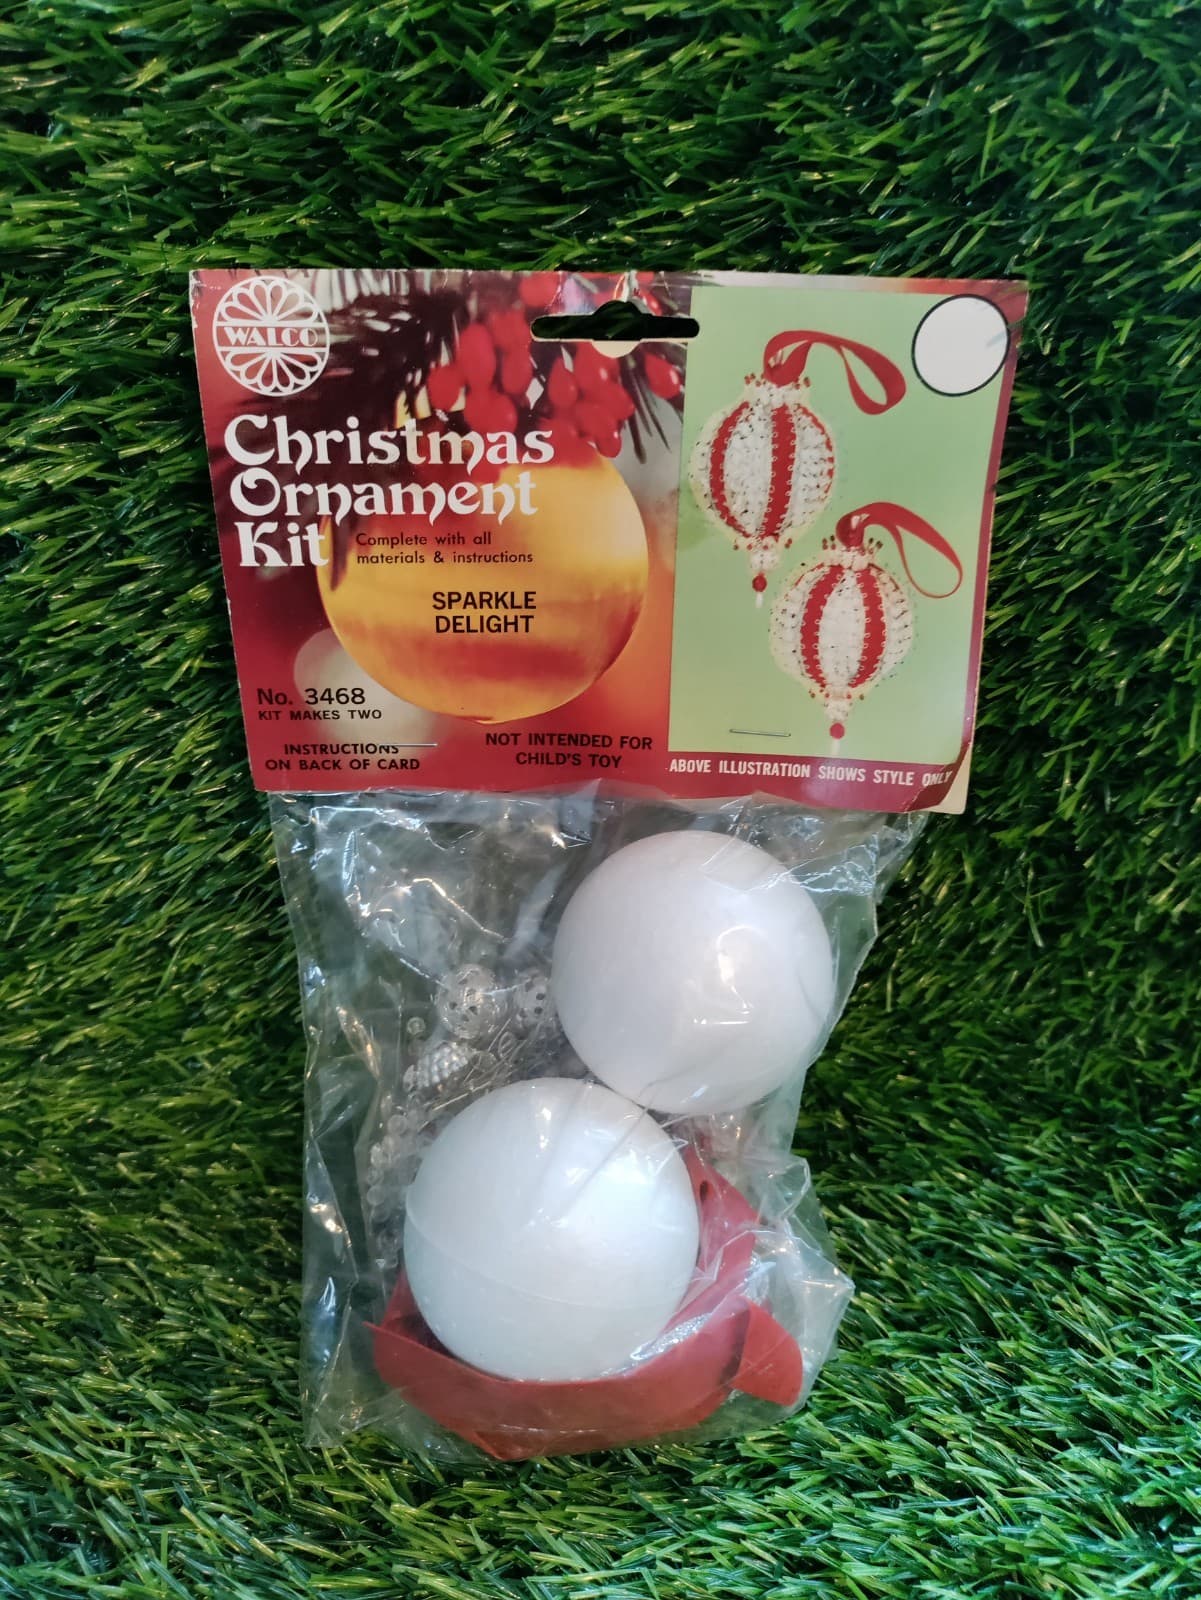 WALCO
Christmas
Ornament
Kit
Complete with all
materials & instructions
SPARKLE
DELIGHT
No. 3468
KIT MAKES TWO
INSTRUCTIONS
ON BACK OF CARD
NOT INTENDED FOR
CHILD'S TOY
ABOVE ILLUSTRATION SHOWS STYLE ONLY